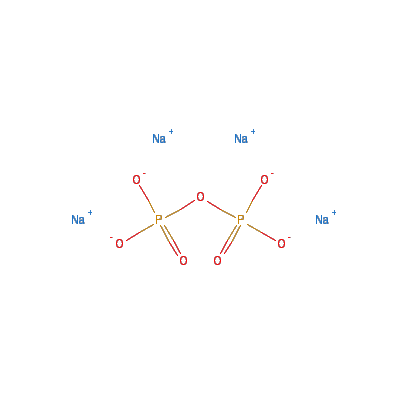 Na + Na +
O - O O -
Na + P P Na +
- O O -
O O